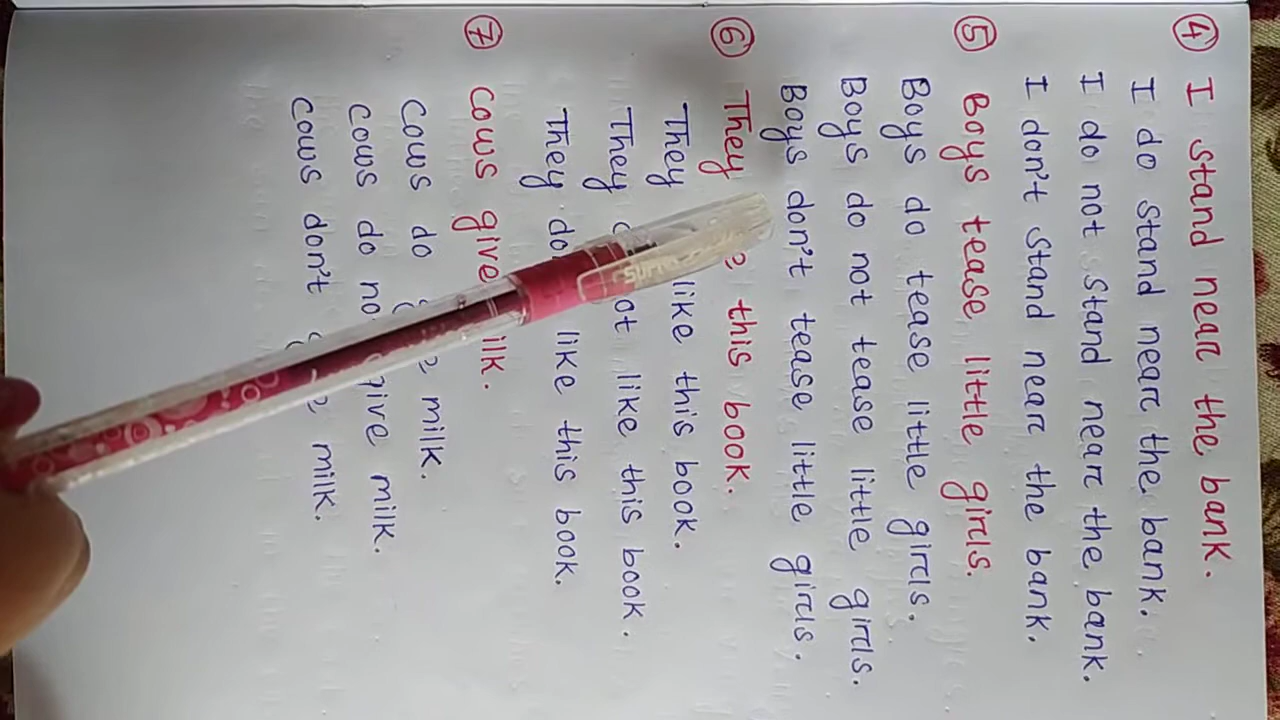 ④ I stand near the bank.
I do stand near the bank.
I do not stand near the bank.
I don't stand near the bank.
⑤ Boys tease little girls.
Boys do tease little girls.
Boys do not tease little girls.
Boys don't tease little girls.
⑥ They this book.
They like this book.
They like this book.
They like this book.
⑦ Cows give
Cows do milk.
Cows do give milk.
Cows don't milk.